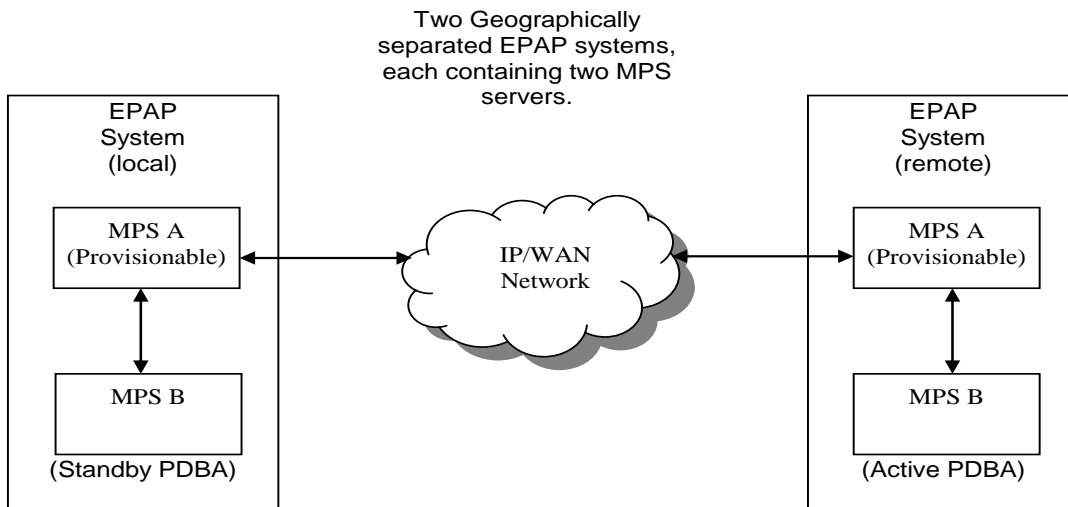 Two Geographically
separated EPAP systems,
each containing two MPS
servers.
EPAP
System
(local)
MPS A
(Provisionable)
MPS B
(Standby PDBA)
IP/WAN
Network
EPAP
System
(remote)
MPS A
(Provisionable)
MPS B
(Active PDBA)